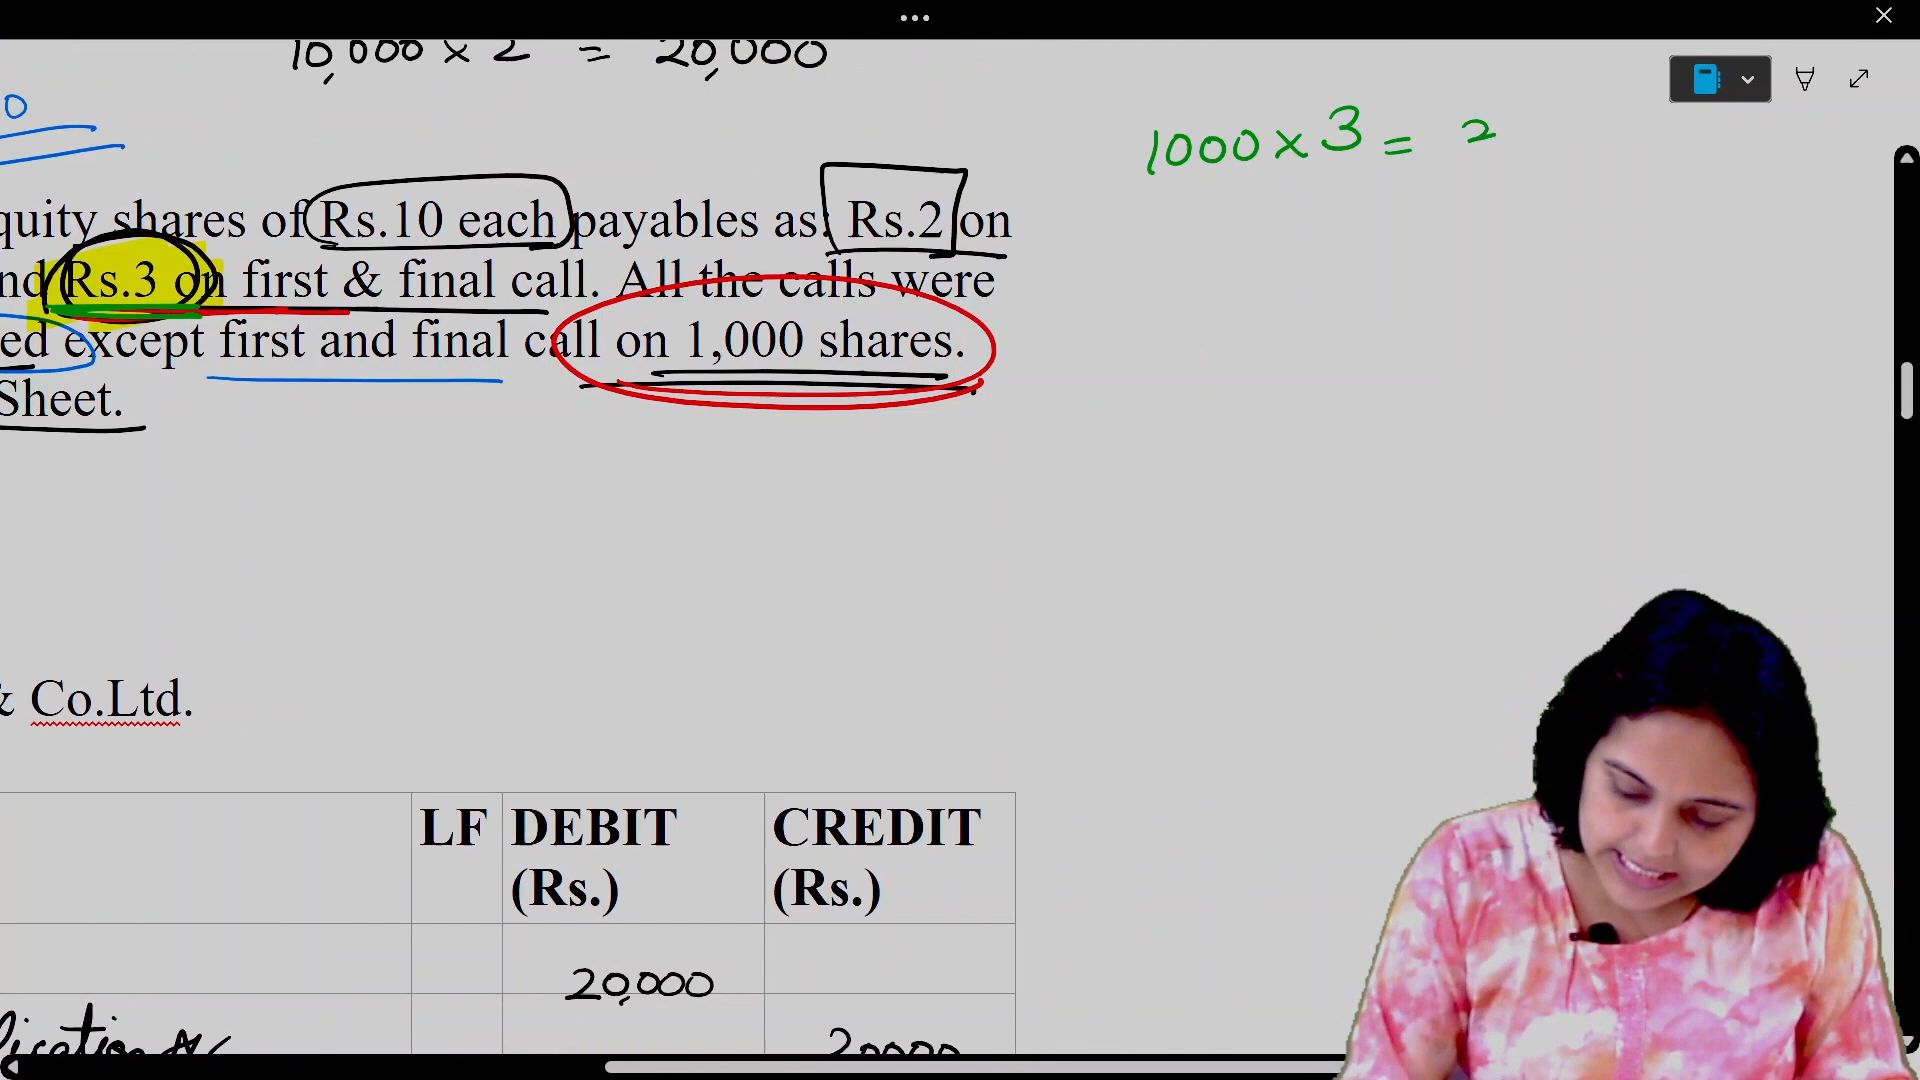 10,000 x 2 = 20,000
0
1000 x 3 =
quity shares of Rs.10 each payables as: Rs.2 on
nd Rs.3 on first & final call. All the calls were
ed except first and final call on 1,000 shares.
Sheet.
& Co.Ltd.
LF DEBIT (Rs.) CREDIT (Rs.)
20,000
lication A/c
20000